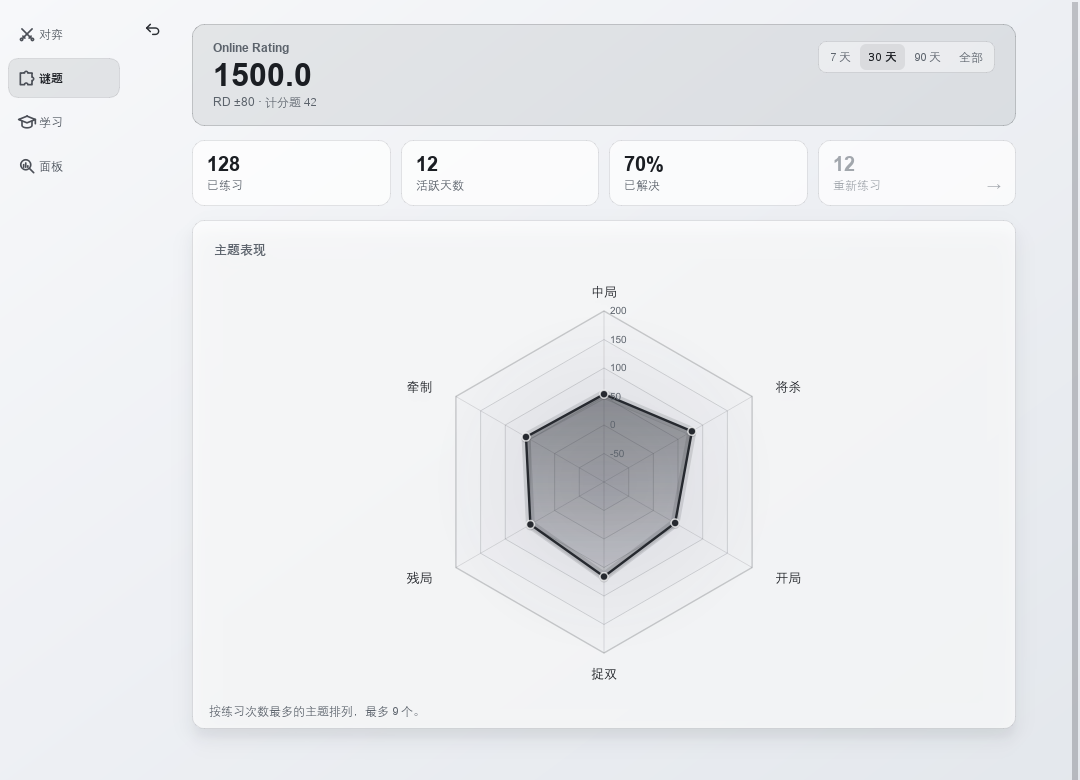 对弈
谜题
学习
面板
Online Rating
1500.0
RD ±80 · 计分题 42
7 天 30 天 90 天 全部
128
已练习
12
活跃天数
70%
已解决
12
重新练习 →
主题表现
中局
200
150
100
50
0
-50
牵制
将杀
残局
开局
捉双
按练习次数最多的主题排列．最多 9 个。